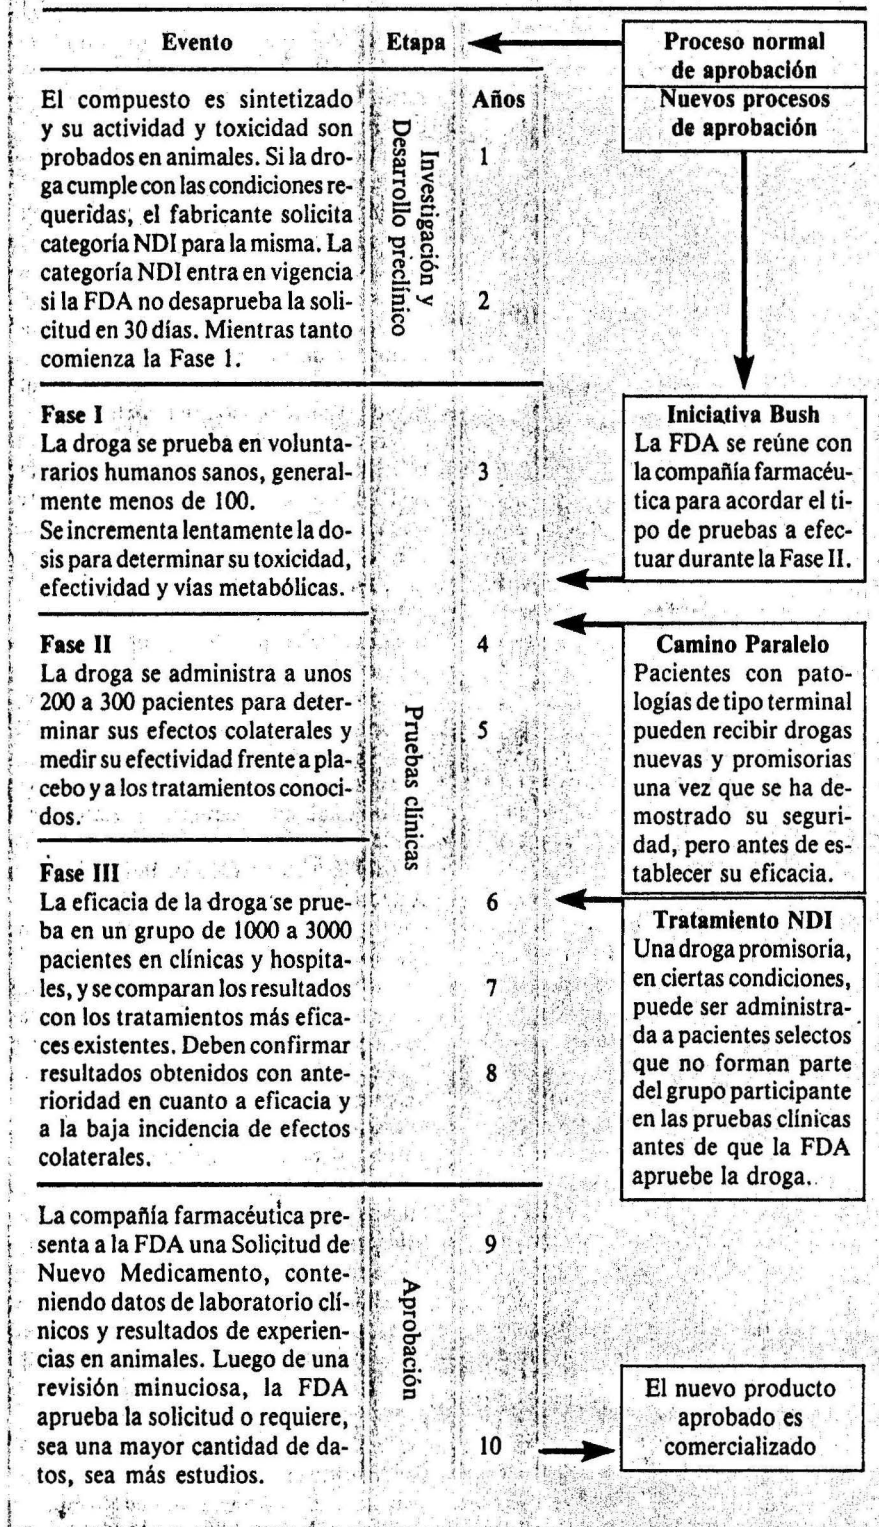 Evento
Etapa
Proceso normal
de aprobación
Nuevos procesos
de aprobación
El compuesto es sintetizado
y su actividad y toxicidad son
probados en animales. Si la dro-
ga cumple con las condiciones re-
queridas, el fabricante solicita
categoría NDI para la misma. La
categoría NDI entra en vigencia
si la FDA no desaprueba la soli-
citud en 30 días. Mientras tanto
comienza la Fase 1.
Investigación y
Desarrollo preclínico
Años
1
2
Fase I
La droga se prueba en volunta-
rarios humanos sanos, general-
mente menos de 100.
Se incrementa lentamente la do-
sis para determinar su toxicidad,
efectividad y vías metabólicas.
3
Iniciativa Bush
La FDA se reúne con
la compañía farmacéu-
tica para acordar el ti-
po de pruebas a efec-
tuar durante la Fase II.
Fase II
La droga se administra a unos
200 a 300 pacientes para deter-
minar sus efectos colaterales y
medir su efectividad frente a pla-
cebo y a los tratamientos conoci-
dos.
Pruebas clínicas
4
5
Camino Paralelo
Pacientes con pato-
logías de tipo terminal
pueden recibir drogas
nuevas y promisorias
una vez que se ha de-
mostrado su seguri-
dad, pero antes de es-
tablecer su eficacia.
Fase III
La eficacia de la droga se prue-
ba en un grupo de 1000 a 3000
pacientes en clínicas y hospita-
les, y se comparan los resultados
con los tratamientos más efica-
ces existentes. Deben confirmar
resultados obtenidos con ante-
rioridad en cuanto a eficacia y
a la baja incidencia de efectos
colaterales.
6
7
8
Tratamiento NDI
Una droga promisoria,
en ciertas condiciones,
puede ser administra-
da a pacientes selectos
que no forman parte
del grupo participante
en las pruebas clínicas
antes de que la FDA
apruebe la droga.
La compañía farmacéutica pre-
senta a la FDA una Solicitud de
Nuevo Medicamento, conte-
niendo datos de laboratorio clí-
nicos y resultados de experien-
cias en animales. Luego de una
revisión minuciosa, la FDA
aprueba la solicitud o requiere,
sea una mayor cantidad de da-
tos, sea más estudios.
Aprobación
9
10
El nuevo producto
aprobado es
comercializado